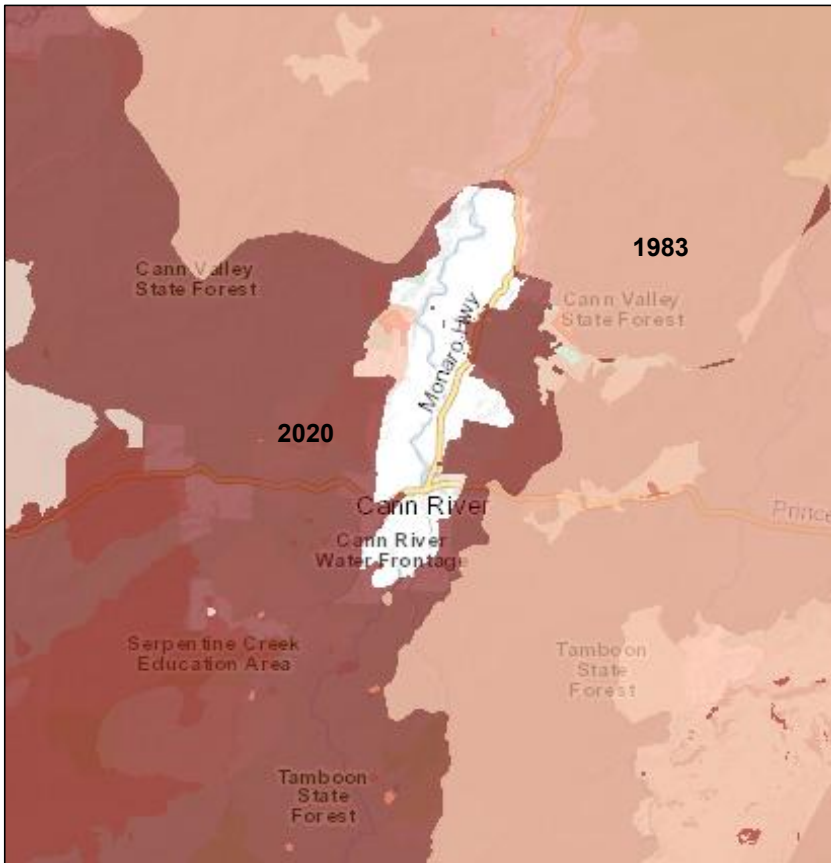 1983
Cann Valley
State Forest
Cann Valley
State Forest
Monaro Hwy
2020
Cann River
Prince
Cann River
Water Frontage
Serpentine Creek
Education Area
Tamboon
State
Forest
Tamboon
State
Forest